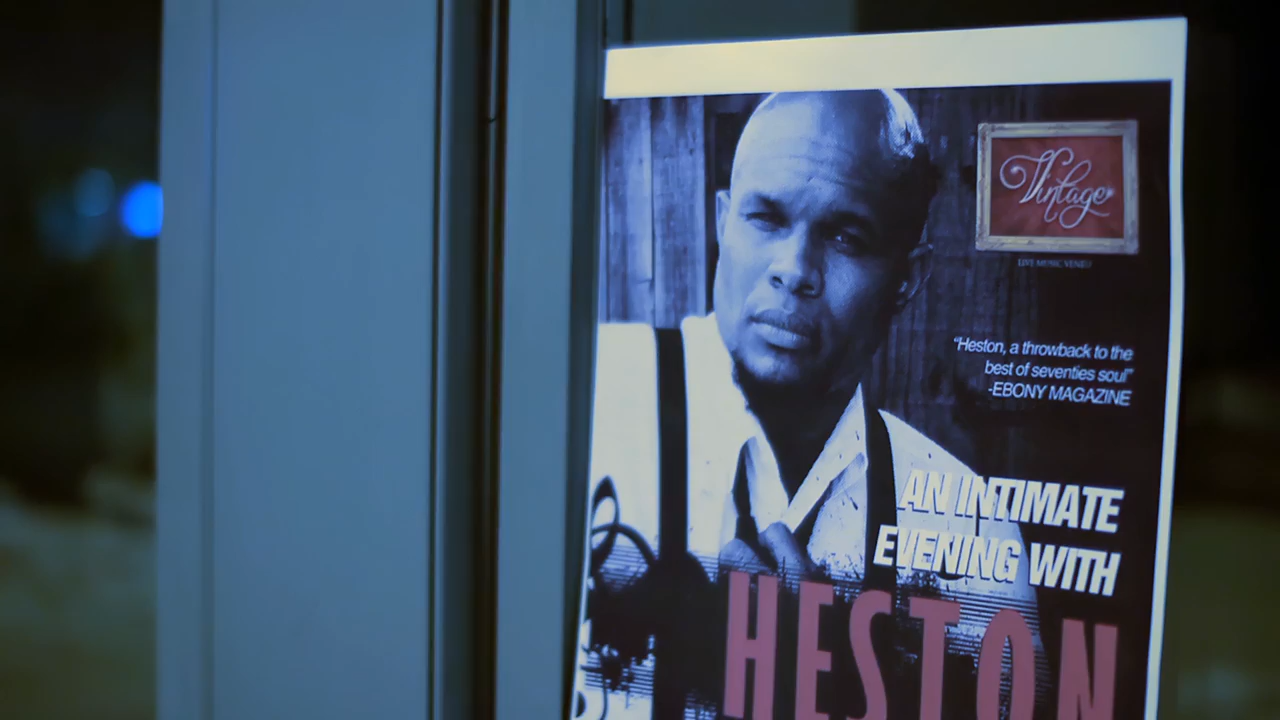 Vintage
LIVE MUSIC VENUE
"Heston, a throwback to the
best of seventies soul"
-EBONY MAGAZINE
AN INTIMATE
EVENING WITH
HESTON